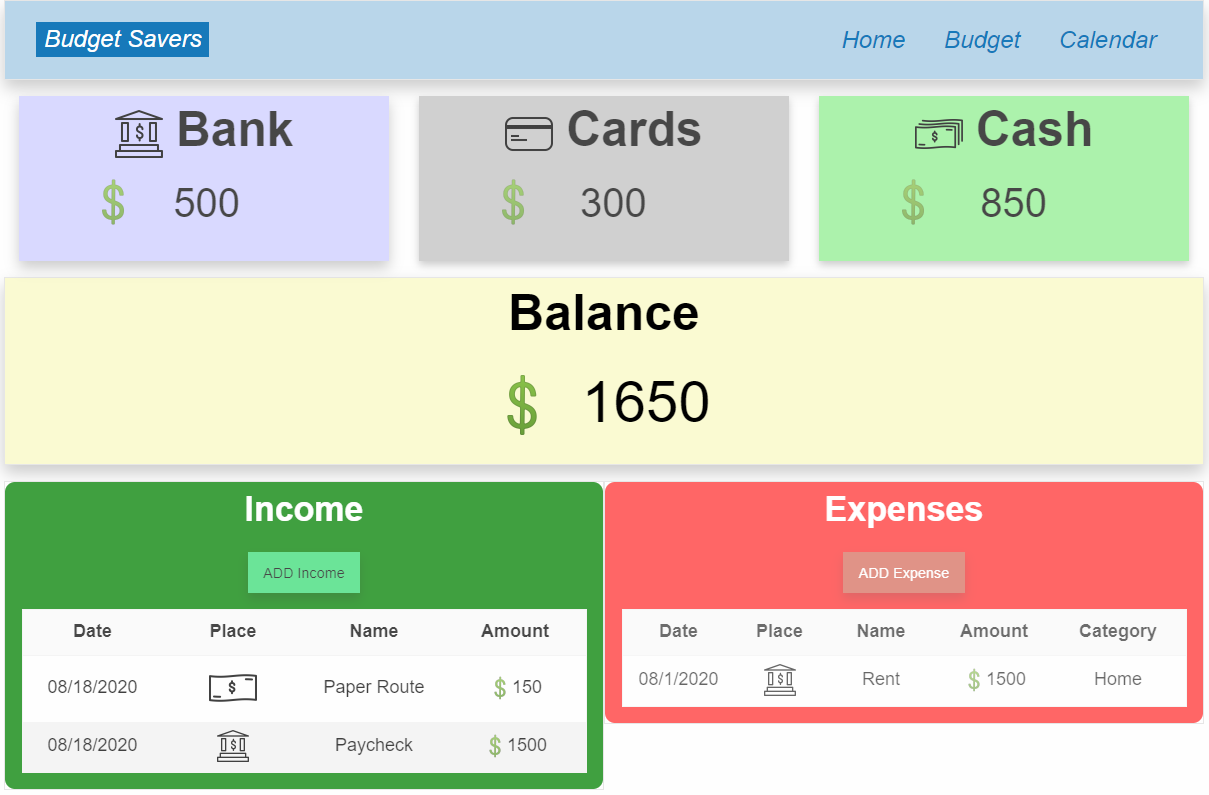 Budget Savers Home Budget Calendar
Bank Cards Cash
$ 500 $ 300 $ 850
Balance
$ 1650
Income
ADD Income
Date Place Name Amount
08/18/2020 $ Paper Route $ 150
08/18/2020 $ Paycheck $ 1500
Expenses
ADD Expense
Date Place Name Amount Category
08/1/2020 $ Rent $ 1500 Home